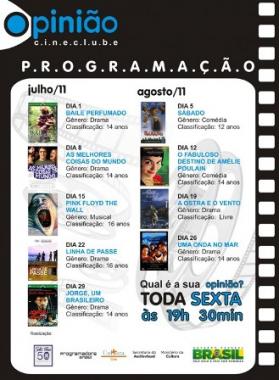 Opinião
cineclube
P.R.O.G.R.A.M.A.Ç.Ã.O
julho/11
DIA 1
BAILE PERFUMADO
Gênero: Drama
Classificação: 14 anos
DIA 8
AS MELHORES
COISAS DO MUNDO
Gênero: Drama
Classificação: 14 anos
DIA 15
PINK FLOYD THE
WALL
Gênero: Musical
Classificação: 16 anos
DIA 22
LINHA DE PASSE
Gênero: Drama
Classificação: 16 anos
DIA 29
JORGE, UM
BRASILEIRO
Gênero: Drama
Classificação: 14 anos
agosto/11
DIA 5
SÁBADO
Gênero: Comédia
Classificação: 12 anos
DIA 12
O FABULOSO
DESTINO DE AMÉLIE
POULAIN
Gênero: Comédia
Classificação: 14 anos
DIA 19
A OSTRA E O VENTO
Gênero: Drama
Classificação: Livre
DIA 26
UMA ONDA NO MAR
Gênero: Drama
Classificação: 14 anos
Qual é a sua opinião?
TODA SEXTA
às 19h 30min
Realização:
50
programadora
brasil
Secretaria do
Audiovisual
Ministério da
Cultura
BRASIL